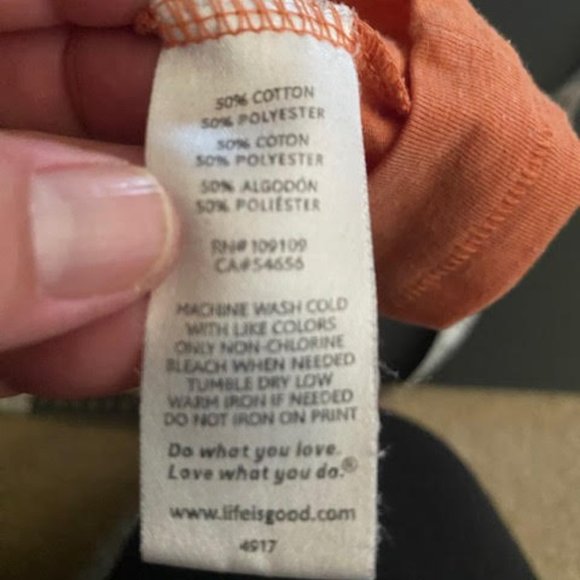 50% COTTON
50% POLYESTER
50% COTON
50% POLYESTER
50% ALGODÓN
50% POLIÉSTER
RN# 109109
CA#54656
MACHINE WASH COLD
WITH LIKE COLORS
ONLY NON-CHLORINE
BLEACH WHEN NEEDED
TUMBLE DRY LOW
WARM IRON IF NEEDED
DO NOT IRON ON PRINT
Do what you love.
Love what you do.®
www.lifeisgood.com
4917